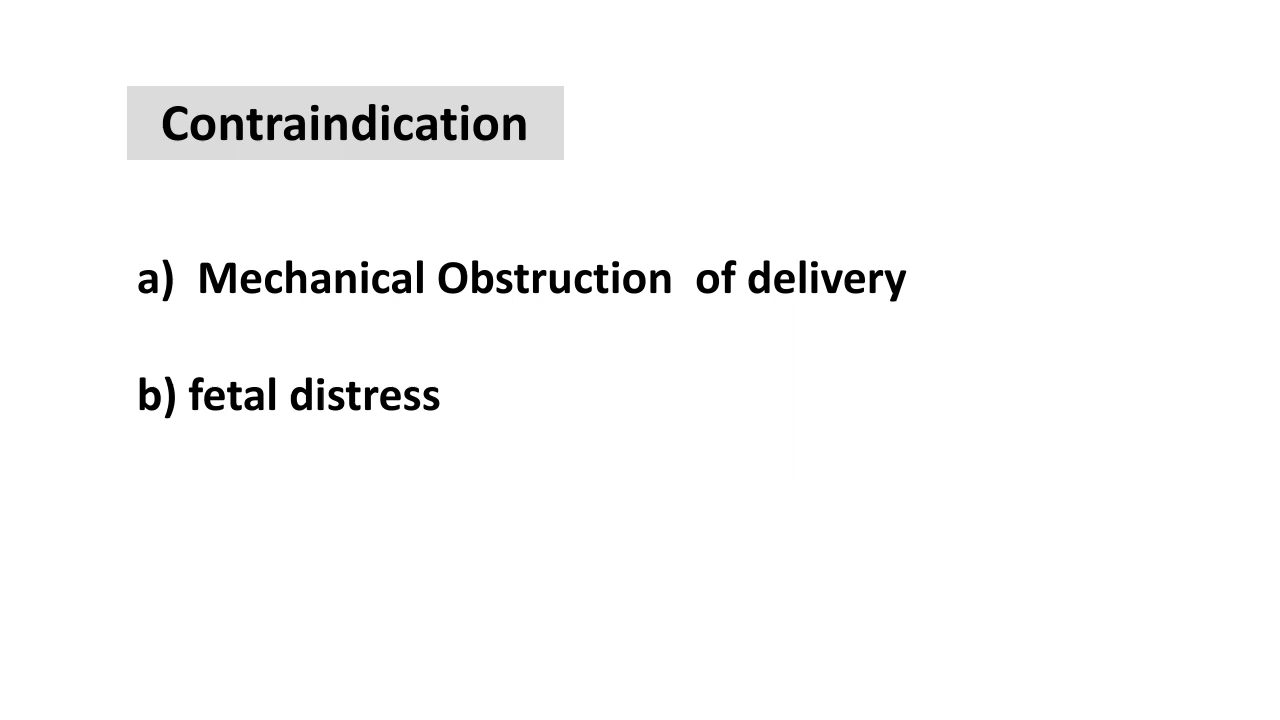 Contraindication
a)  Mechanical Obstruction  of delivery
b) fetal distress